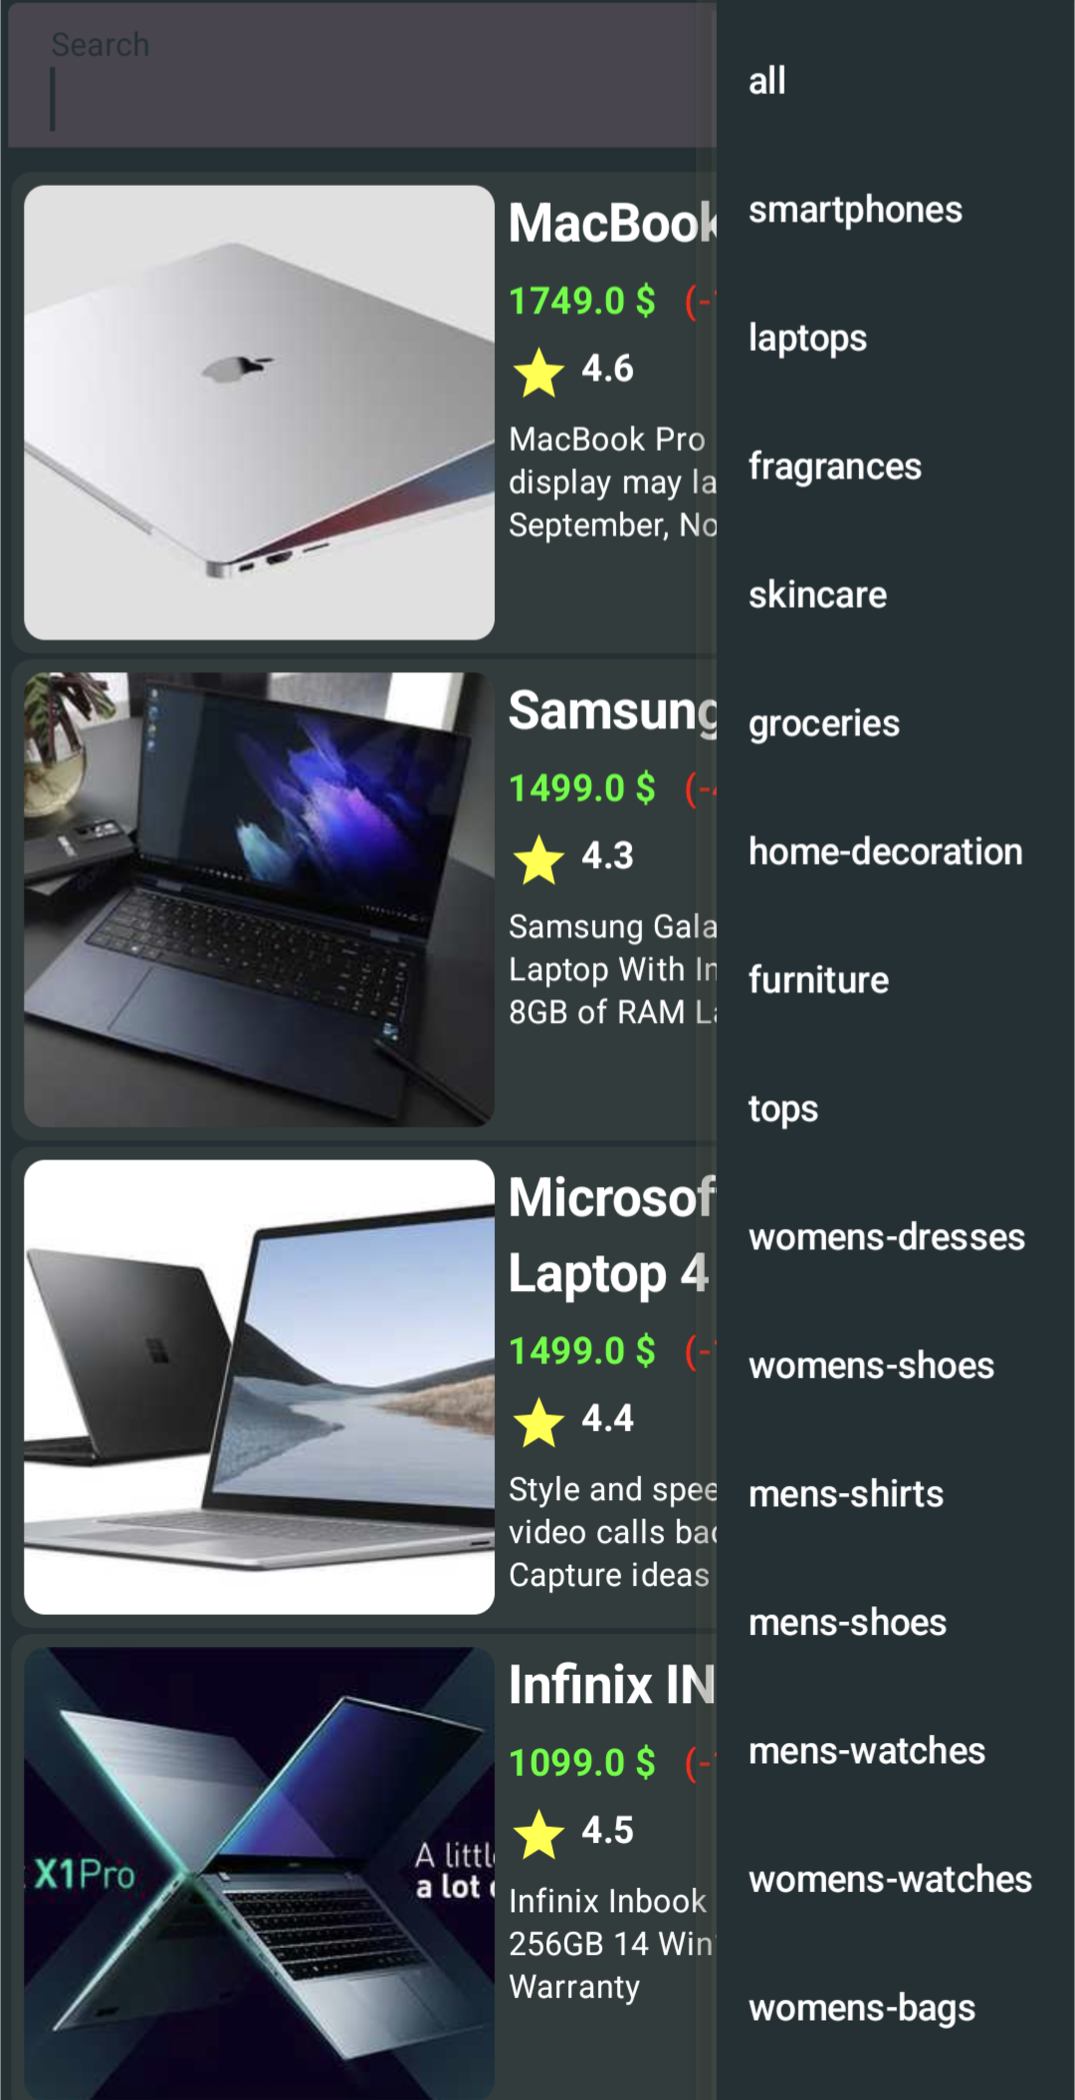 Search
MacBook
1749.0 $ (-
4.6
MacBook Pro
display may la
September, No
Samsung
1499.0 $ (-4
4.3
Samsung Gala
Laptop With In
8GB of RAM La
Microsof
Laptop 4
1499.0 $ (-
4.4
Style and spee
video calls bac
Capture ideas
X1Pro
A littl
a lot
Infinix IN
1099.0 $ (-
4.5
Infinix Inbook
256GB 14 Win
Warranty
all
smartphones
laptops
fragrances
skincare
groceries
home-decoration
furniture
tops
womens-dresses
womens-shoes
mens-shirts
mens-shoes
mens-watches
womens-watches
womens-bags